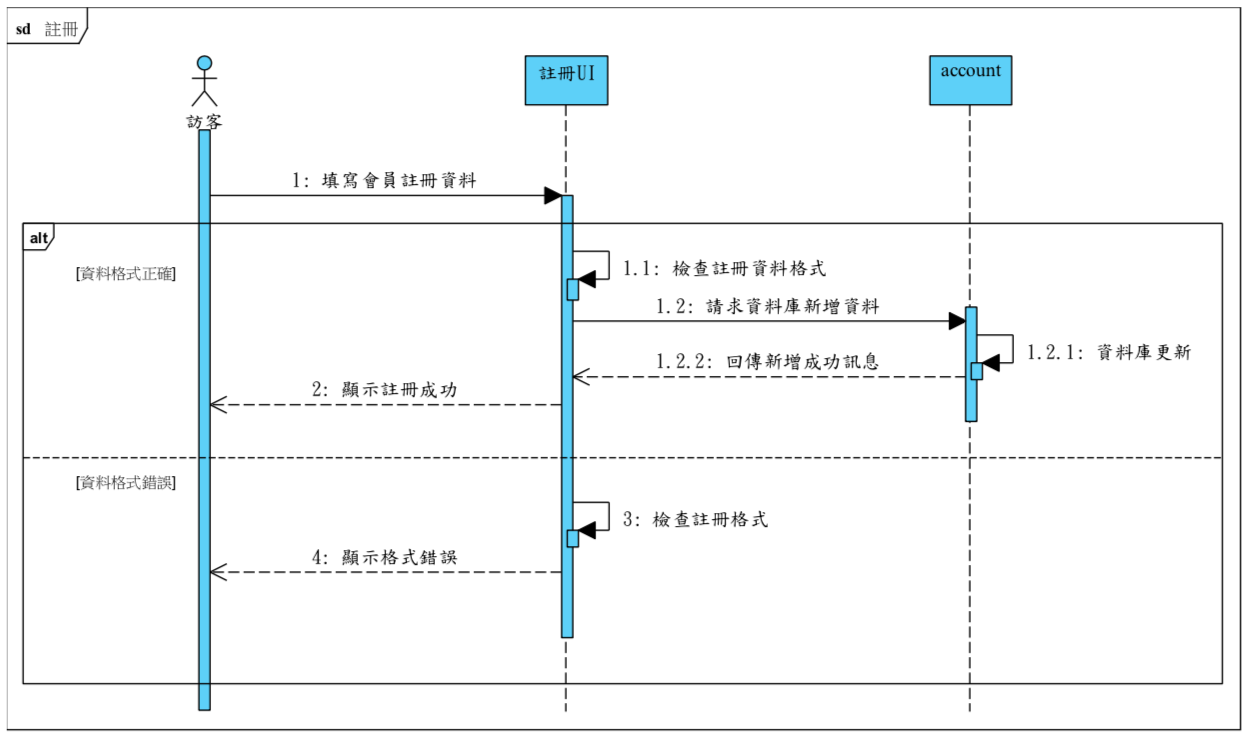 sd 註冊
訪客
註冊UI
account
1: 填寫會員註冊資料
alt
[資料格式正確]
1.1: 檢查註冊資料格式
1.2: 請求資料庫新增資料
1.2.1: 資料庫更新
1.2.2: 回傳新增成功訊息
2: 顯示註冊成功
[資料格式錯誤]
3: 檢查註冊格式
4: 顯示格式錯誤